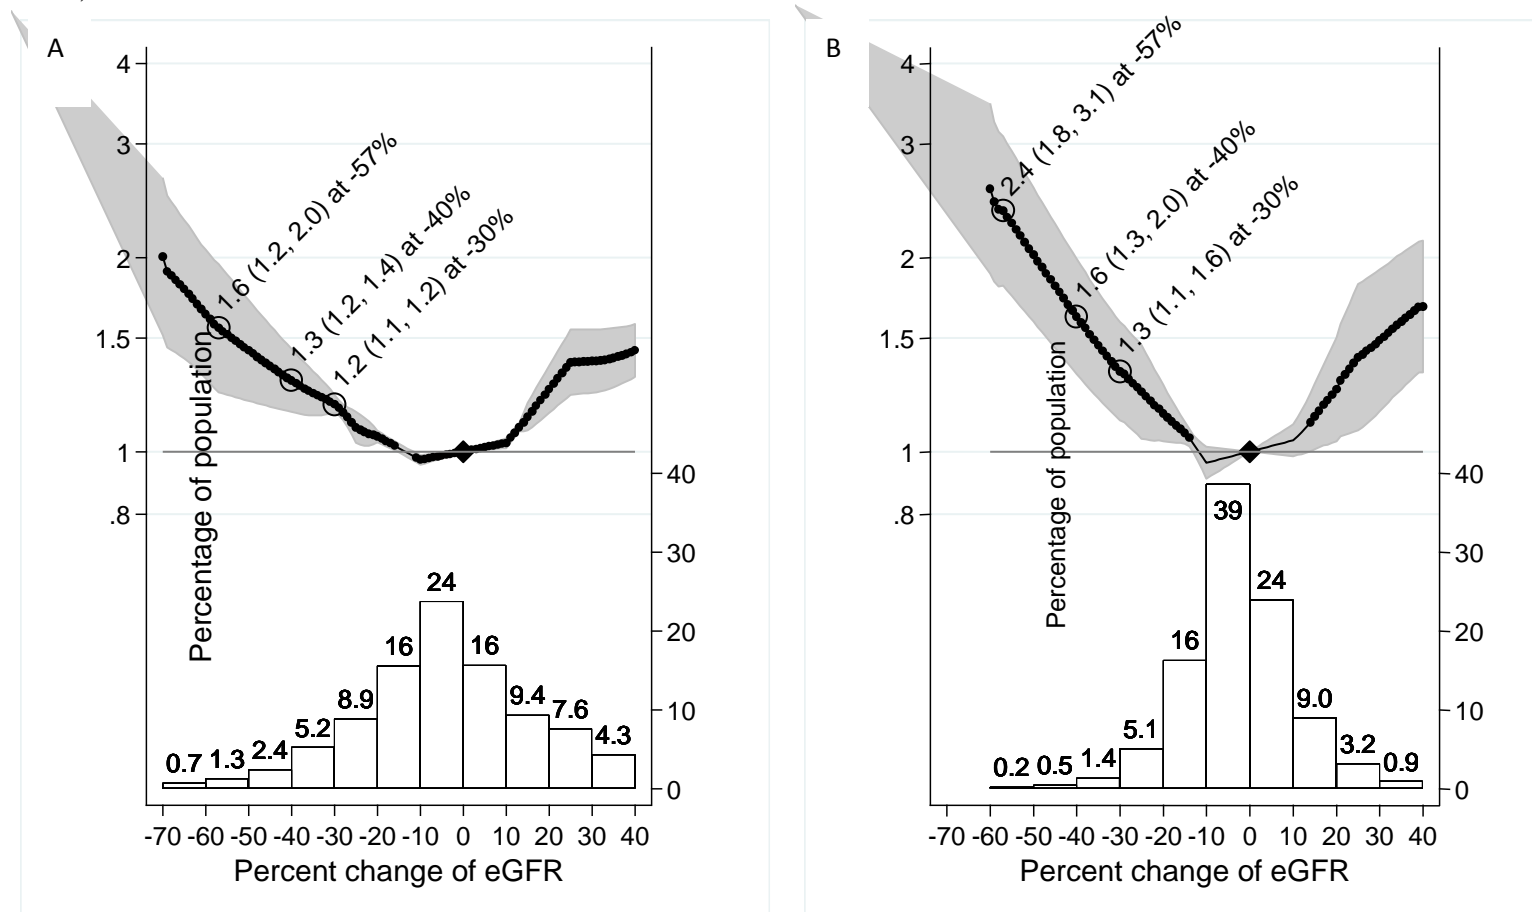 A
4
3
2
1.5
1
.8
1.6 (1.2, 2.0) at -57%
1.3 (1.2, 1.4) at -40%
1.2 (1.1, 1.2) at -30%
Percentage of population
40
30
20
10
0
0.7 1.3 2.4 5.2 8.9 16 24 16 9.4 7.6 4.3
-70 -60 -50 -40 -30 -20 -10 0 10 20 30 40
Percent change of eGFR
B
4
3
2
1.5
1
.8
2.4 (1.8, 3.1) at -57%
1.6 (1.3, 2.0) at -40%
1.3 (1.1, 1.6) at -30%
Percentage of population
40
30
20
10
0
0.2 0.5 1.4 5.1 16 39 24 9.0 3.2 0.9
-70 -60 -50 -40 -30 -20 -10 0 10 20 30 40
Percent change of eGFR